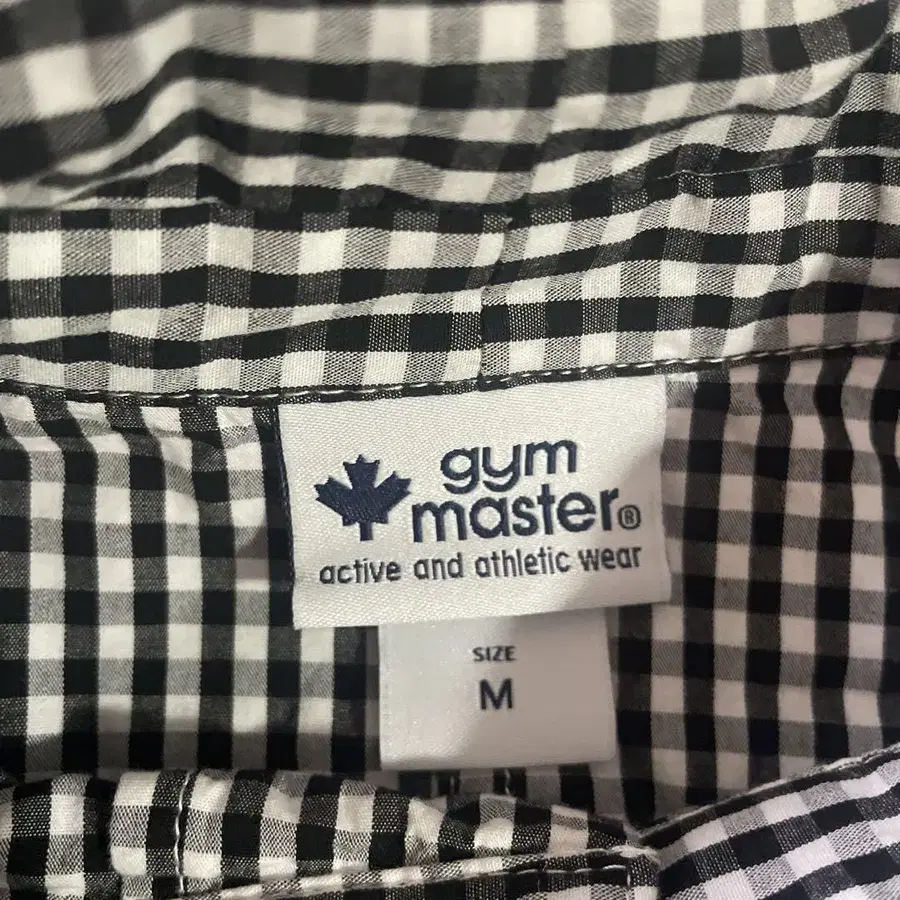 gym
master®
active and athletic wear
SIZE
M